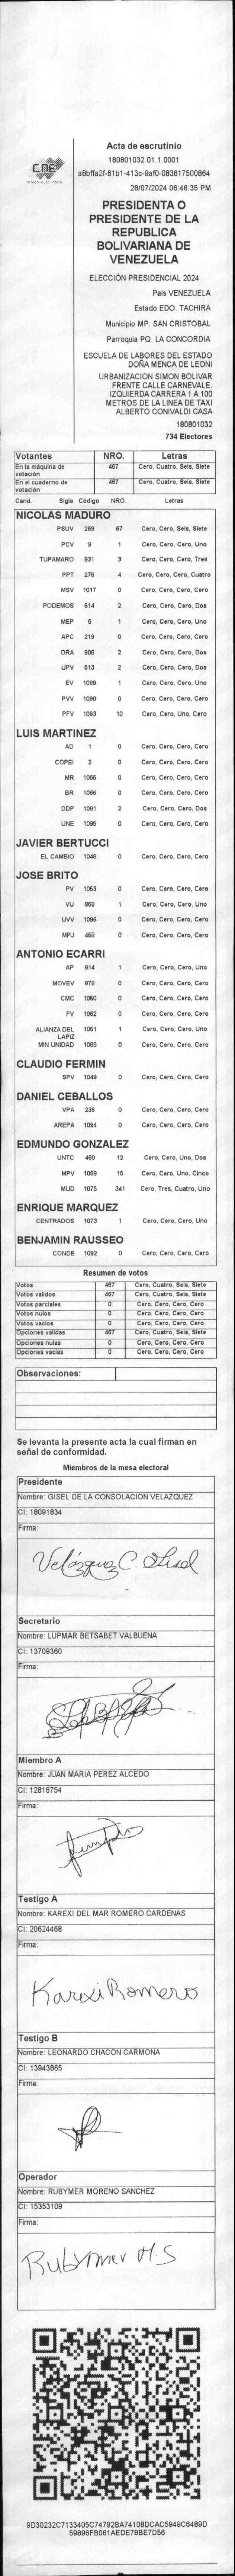 CNE
Acta de escrutinio
180801032.01.1.0001
a8bffa2f-61b1-413c-9af0-083617500864
28/07/2024 06:46:35 PM
PRESIDENTA O
PRESIDENTE DE LA
REPUBLICA
BOLIVARIANA DE
VENEZUELA
ELECCIÓN PRESIDENCIAL 2024
Pais VENEZUELA
Estado EDO. TACHIRA
Municipio MP. SAN CRISTOBAL
Parroquia PQ. LA CONCORDIA
ESCUELA DE LABORES DEL ESTADO
DOÑA MENCA DE LEONI
URBANIZACION SIMON BOLIVAR
FRENTE CALLE CARNEVALE.
IZQUIERDA CARRERA 1 A 100
METROS DE LA LINEA DE TAXI
ALBERTO CONIVALDI CASA
180801032
734 Electores
Votantes NRO. Letras
En la máquina de votación 467 Cero, Cuatro, Seis, Siete
En el cuaderno de votación 467 Cero, Cuatro, Seis, Siete
Cand. Sigla Código NRO. Letras
NICOLAS MADURO
PSUV 269 67 Cero, Cero, Seis, Siete
PCV 9 1 Cero, Cero, Cero, Uno
TUPAMARO 931 3 Cero, Cero, Cero, Tres
PPT 276 4 Cero, Cero, Cero, Cuatro
MSV 1017 0 Cero, Cero, Cero, Cero
PODEMOS 514 2 Cero, Cero, Cero, Dos
MEP 6 1 Cero, Cero, Cero, Uno
APC 219 0 Cero, Cero, Cero, Cero
ORA 906 2 Cero, Cero, Cero, Dos
UPV 513 2 Cero, Cero, Cero, Dos
EV 1089 1 Cero, Cero, Cero, Uno
PVV 1090 0 Cero, Cero, Cero, Cero
PFV 1093 10 Cero, Cero, Uno, Cero
LUIS MARTINEZ
AD 1 0 Cero, Cero, Cero, Cero
COPEI 2 0 Cero, Cero, Cero, Cero
MR 1065 0 Cero, Cero, Cero, Cero
BR 1066 0 Cero, Cero, Cero, Cero
DDP 1091 2 Cero, Cero, Cero, Dos
UNE 1095 0 Cero, Cero, Cero, Cero
JAVIER BERTUCCI
EL CAMBIO 1048 0 Cero, Cero, Cero, Cero
JOSE BRITO
PV 1053 0 Cero, Cero, Cero, Cero
VU 868 1 Cero, Cero, Cero, Uno
UVV 1096 0 Cero, Cero, Cero, Cero
MPJ 458 0 Cero, Cero, Cero, Cero
ANTONIO ECARRI
AP 814 1 Cero, Cero, Cero, Uno
MOVEV 978 0 Cero, Cero, Cero, Cero
CMC 1050 0 Cero, Cero, Cero, Cero
FV 1062 0 Cero, Cero, Cero, Cero
ALIANZA DEL LAPIZ 1051 1 Cero, Cero, Cero, Uno
MIN UNIDAD 1068 0 Cero, Cero, Cero, Cero
CLAUDIO FERMIN
SPV 1049 0 Cero, Cero, Cero, Cero
DANIEL CEBALLOS
VPA 236 0 Cero, Cero, Cero, Cero
AREPA 1094 0 Cero, Cero, Cero, Cero
EDMUNDO GONZALEZ
UNTC 460 12 Cero, Cero, Uno, Dos
MPV 1069 15 Cero, Cero, Uno, Cinco
MUD 1075 341 Cero, Tres, Cuatro, Uno
ENRIQUE MARQUEZ
CENTRADOS 1073 1 Cero, Cero, Cero, Uno
BENJAMIN RAUSSEO
CONDE 1092 0 Cero, Cero, Cero, Cero
Resumen de votos
Votos 467 Cero, Cuatro, Seis, Siete
Votos validos 467 Cero, Cuatro, Seis, Siete
Votos parciales 0 Cero, Cero, Cero, Cero
Votos nulos 0 Cero, Cero, Cero, Cero
Votos vacios 0 Cero, Cero, Cero, Cero
Opciones validas 467 Cero, Cuatro, Seis, Siete
Opciones nulas 0 Cero, Cero, Cero, Cero
Opciones vacias 0 Cero, Cero, Cero, Cero
Observaciones:
Se levanta la presente acta la cual firman en
señal de conformidad.
Miembros de la mesa electoral
Presidente
Nombre: GISEL DE LA CONSOLACION VELAZQUEZ
CI: 18091834
Firma:
Velázquez C Gisel
Secretario
Nombre: LUPMAR BETSABET VALBUENA
CI: 13709360
Firma:
Miembro A
Nombre: JUAN MARIA PEREZ ALCEDO
CI: 12816754
Firma:
Testigo A
Nombre: KAREXI DEL MAR ROMERO CARDENAS
CI: 20624468
Firma:
Karexi Romero
Testigo B
Nombre: LEONARDO CHACON CARMONA
CI: 13943865
Firma:
Operador
Nombre: RUBYMER MORENO SANCHEZ
CI: 15353109
Firma:
Rubymer M.S
9D30232C7133405C74792BA74108DCAC5949C6489D
59896FB061AEDE78BE7D56